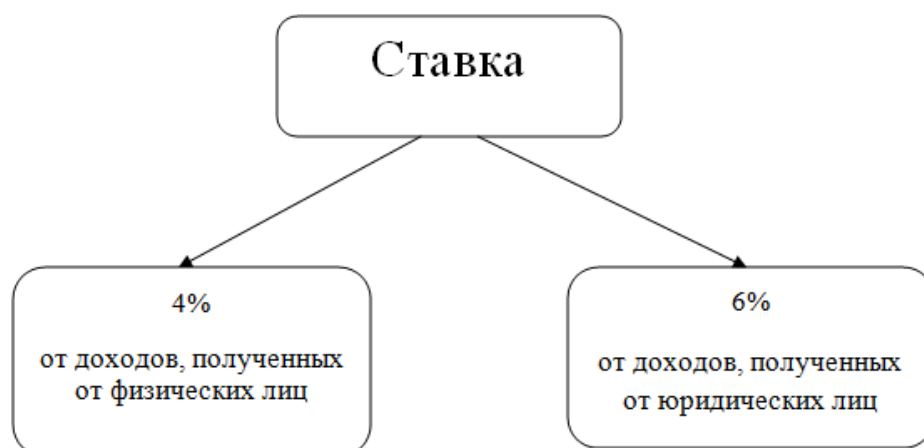 Ставка
4%
от доходов, полученных
от физических лиц
6%
от доходов, полученных
от юридических лиц